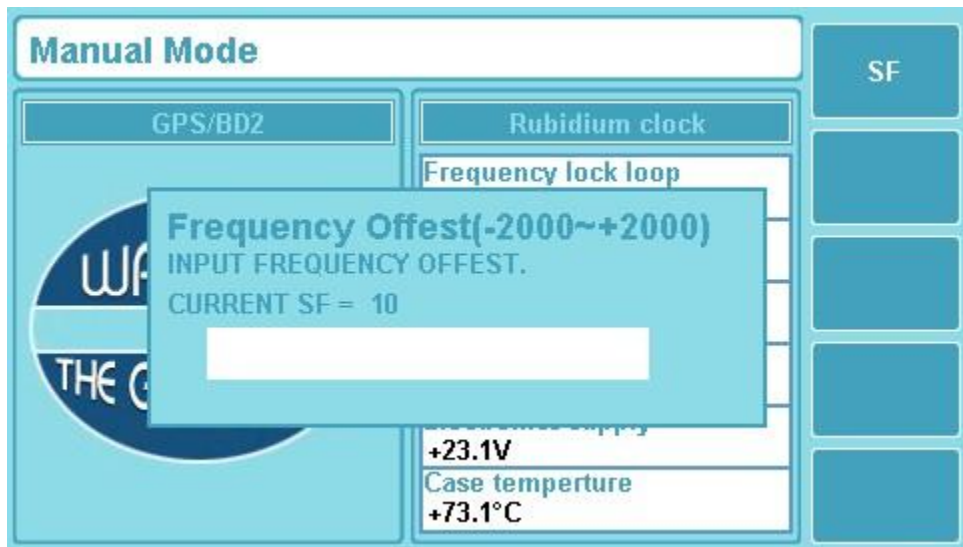 Manual Mode
SF
GPS/BD2
Rubidium clock
Frequency lock loop
Frequency Offest(-2000~+2000)
INPUT FREQUENCY OFFEST.
CURRENT SF = 10
THE
+23.1V
Case temperture
+73.1°C